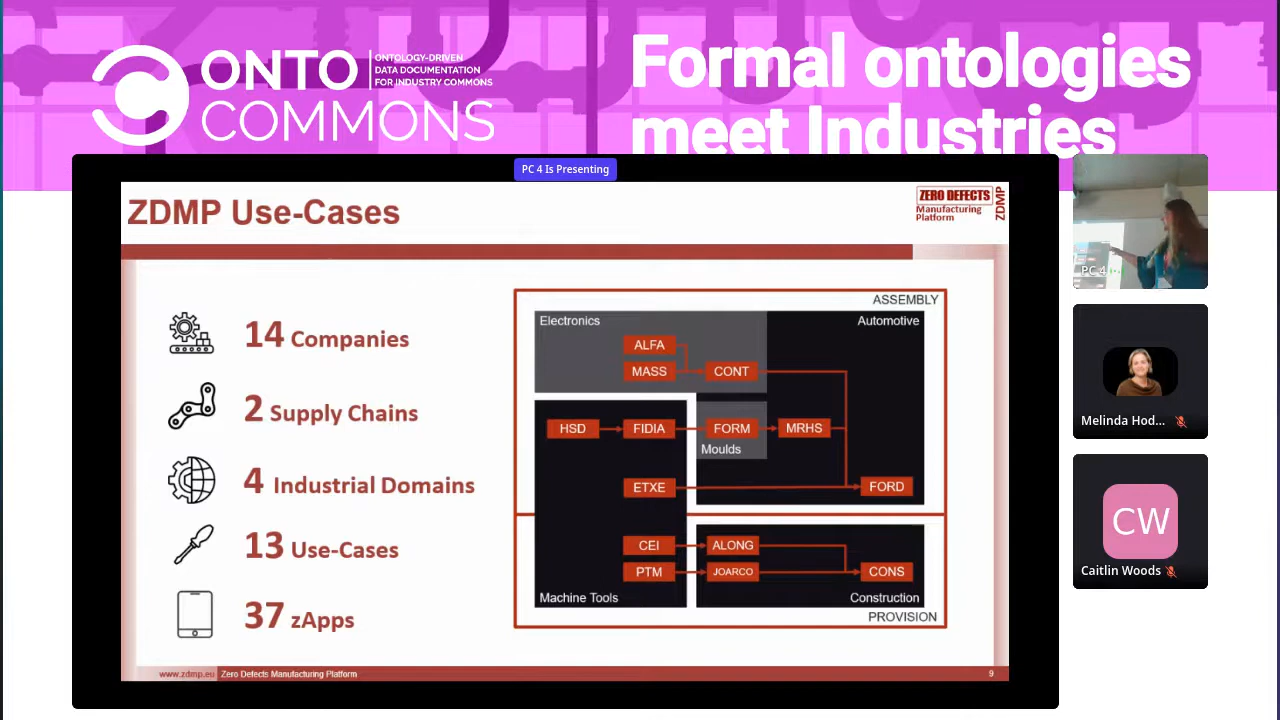 ONTO
COMMONS
ONTOLOGY-DRIVEN
DATA DOCUMENTATION
FOR INDUSTRY COMMONS
Formal ontologies
meet Industries
PC 4 Is Presenting
ZDMP Use-Cases
ZERO DEFECTS
Manufacturing
Platform
ZDMP
14 Companies
2 Supply Chains
4 Industrial Domains
13 Use-Cases
37 zApps
ASSEMBLY
Electronics
Automotive
ALFA
MASS
CONT
HSD
FIDIA
FORM
MRHS
Moulds
ETXE
FORD
CEI
ALONG
PTM
JOARCO
CONS
Machine Tools
Construction
PROVISION
www.zdmp.eu
Zero Defects Manufacturing Platform
9
PC 4
Melinda Hod...
CW
Caitlin Woods